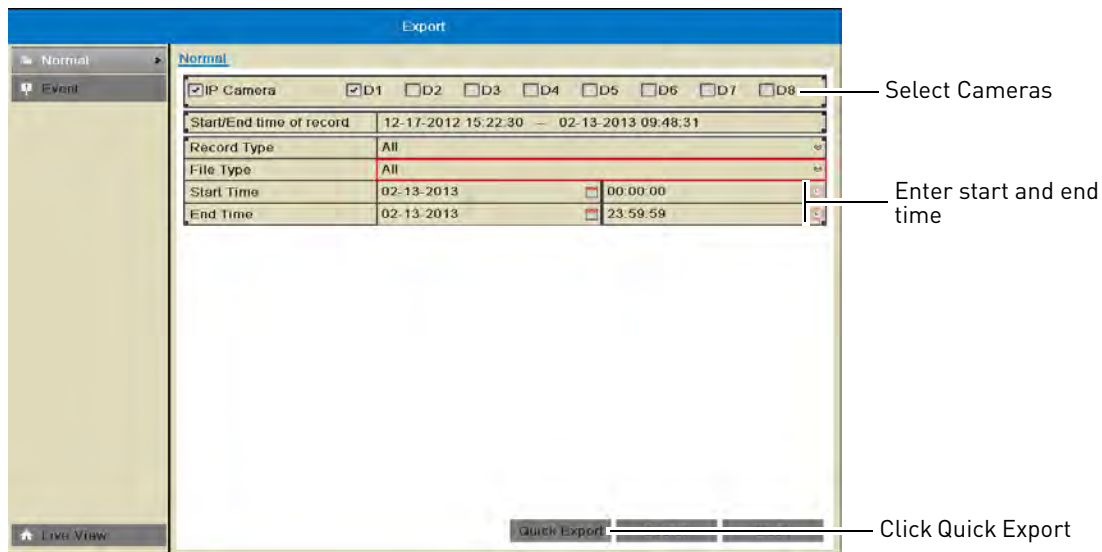 Export
Normal
Event
Normal
IP Camera D1 D2 D3 D4 D5 D6 D7 D8
Select Cameras
Start/End time of record 12-17-2012 15:22:30 — 02-13-2013 09:48:31
Record Type All
File Type All
Start Time 02-13-2013 00:00:00
End Time 02-13-2013 23:59:59
Enter start and end
time
Live View
Quick Export
Click Quick Export